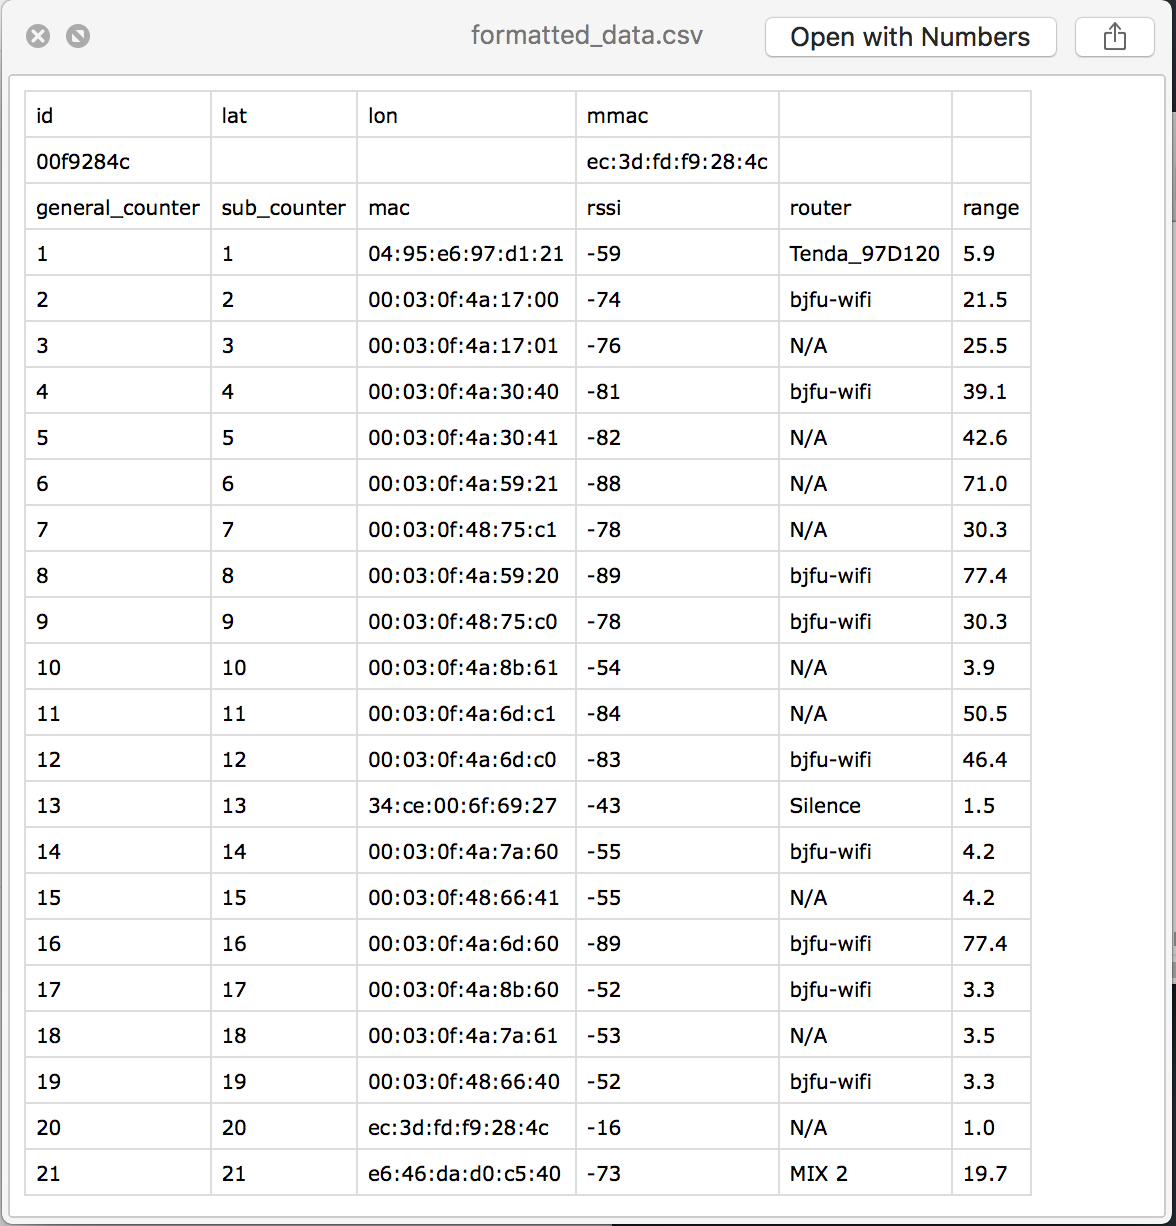 formatted_data.csv Open with Numbers
id lat lon mmac
00f9284c ec:3d:fd:f9:28:4c
general_counter sub_counter mac rssi router range
1 1 04:95:e6:97:d1:21 -59 Tenda_97D120 5.9
2 2 00:03:0f:4a:17:00 -74 bjfu-wifi 21.5
3 3 00:03:0f:4a:17:01 -76 N/A 25.5
4 4 00:03:0f:4a:30:40 -81 bjfu-wifi 39.1
5 5 00:03:0f:4a:30:41 -82 N/A 42.6
6 6 00:03:0f:4a:59:21 -88 N/A 71.0
7 7 00:03:0f:48:75:c1 -78 N/A 30.3
8 8 00:03:0f:4a:59:20 -89 bjfu-wifi 77.4
9 9 00:03:0f:48:75:c0 -78 bjfu-wifi 30.3
10 10 00:03:0f:4a:8b:61 -54 N/A 3.9
11 11 00:03:0f:4a:6d:c1 -84 N/A 50.5
12 12 00:03:0f:4a:6d:c0 -83 bjfu-wifi 46.4
13 13 34:ce:00:6f:69:27 -43 Silence 1.5
14 14 00:03:0f:4a:7a:60 -55 bjfu-wifi 4.2
15 15 00:03:0f:48:66:41 -55 N/A 4.2
16 16 00:03:0f:4a:6d:60 -89 bjfu-wifi 77.4
17 17 00:03:0f:4a:8b:60 -52 bjfu-wifi 3.3
18 18 00:03:0f:4a:7a:61 -53 N/A 3.5
19 19 00:03:0f:48:66:40 -52 bjfu-wifi 3.3
20 20 ec:3d:fd:f9:28:4c -16 N/A 1.0
21 21 e6:46:da:d0:c5:40 -73 MIX 2 19.7